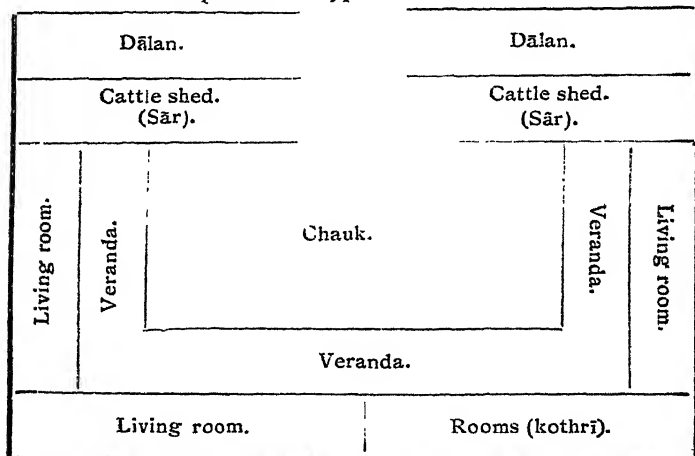 Dālan. Dālan.
Cattle shed. Cattle shed.
(Sār). (Sār).
Living room. Veranda. Chauk. Veranda. Living room.
Veranda.
Living room. Rooms (kothrī).